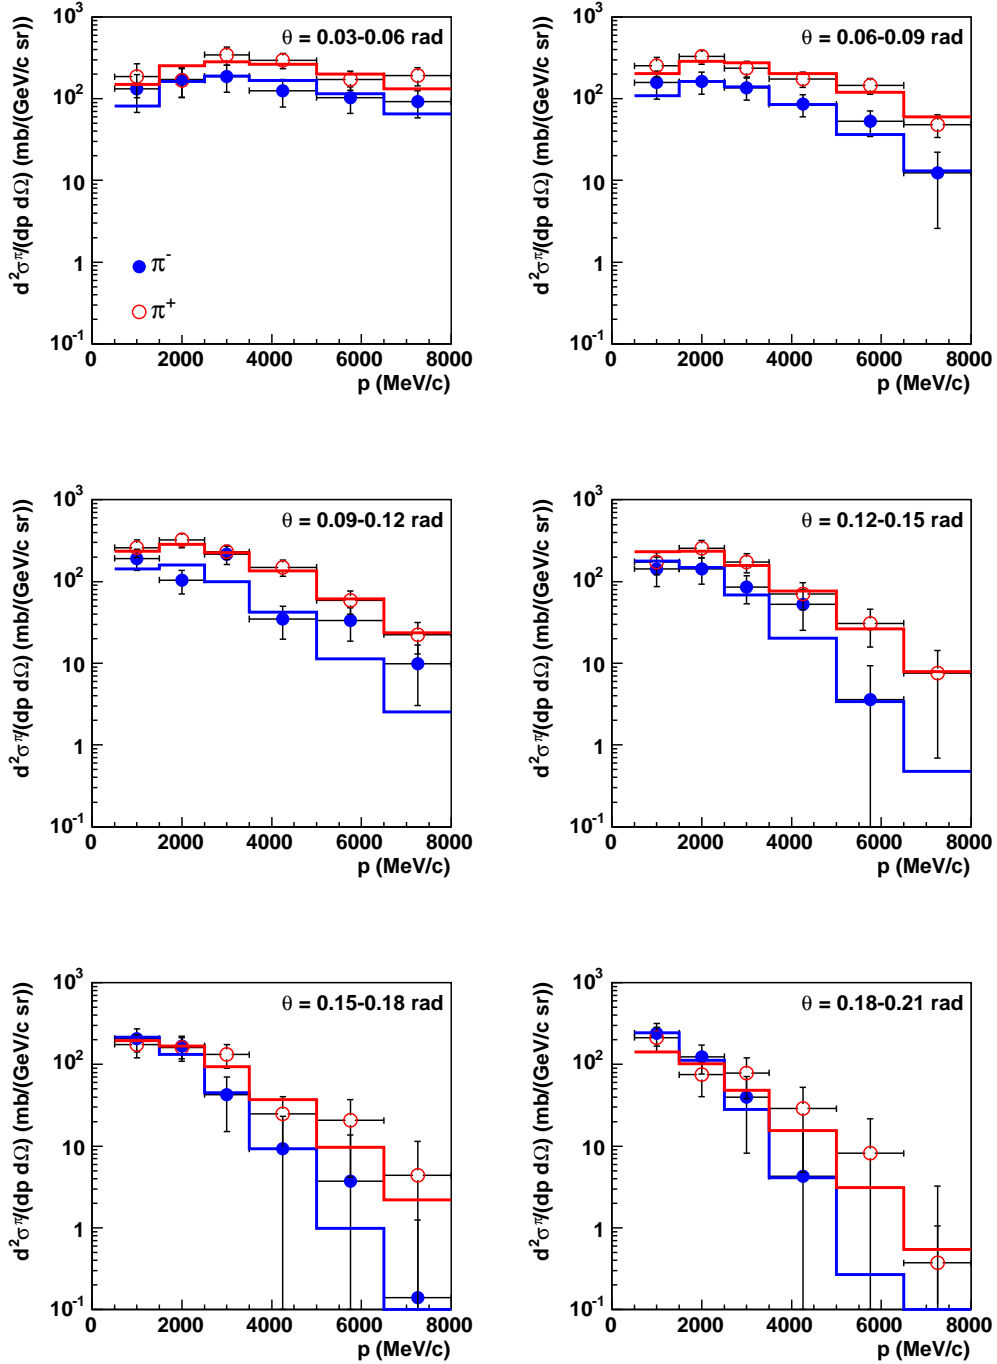 d²σ^π/(dp dΩ) (mb/(GeV/c sr))
10³
10²
10
1
10⁻¹
θ = 0.03-0.06 rad
π⁻
π⁺
0 2000 4000 6000 8000
p (MeV/c)
d²σ^π/(dp dΩ) (mb/(GeV/c sr))
10³
10²
10
1
10⁻¹
θ = 0.06-0.09 rad
0 2000 4000 6000 8000
p (MeV/c)
d²σ^π/(dp dΩ) (mb/(GeV/c sr))
10³
10²
10
1
10⁻¹
θ = 0.09-0.12 rad
0 2000 4000 6000 8000
p (MeV/c)
d²σ^π/(dp dΩ) (mb/(GeV/c sr))
10³
10²
10
1
10⁻¹
θ = 0.12-0.15 rad
0 2000 4000 6000 8000
p (MeV/c)
d²σ^π/(dp dΩ) (mb/(GeV/c sr))
10³
10²
10
1
10⁻¹
θ = 0.15-0.18 rad
0 2000 4000 6000 8000
p (MeV/c)
d²σ^π/(dp dΩ) (mb/(GeV/c sr))
10³
10²
10
1
10⁻¹
θ = 0.18-0.21 rad
0 2000 4000 6000 8000
p (MeV/c)